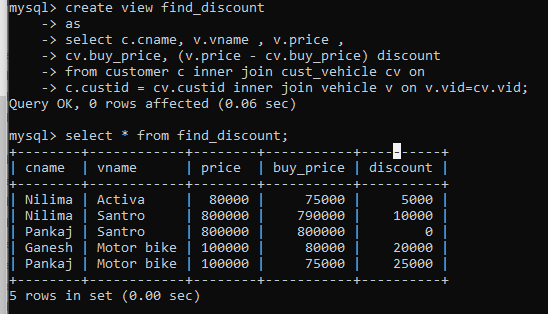 mysql> create view find_discount
    -> as
    -> select c.cname, v.vname , v.price ,
    -> cv.buy_price, (v.price - cv.buy_price) discount
    -> from customer c inner join cust_vehicle cv on
    -> c.custid = cv.custid inner join vehicle v on v.vid=cv.vid;
Query OK, 0 rows affected (0.06 sec)
mysql> select * from find_discount;
+--------+------------+--------+-----------+----------+
| cname  | vname      | price  | buy_price | discount |
+--------+------------+--------+-----------+----------+
| Nilima | Activa     |  80000 |     75000 |     5000 |
| Nilima | Santro     | 800000 |    790000 |    10000 |
| Pankaj | Santro     | 800000 |    800000 |        0 |
| Ganesh | Motor bike | 100000 |     80000 |    20000 |
| Pankaj | Motor bike | 100000 |     75000 |    25000 |
+--------+------------+--------+-----------+----------+
5 rows in set (0.00 sec)